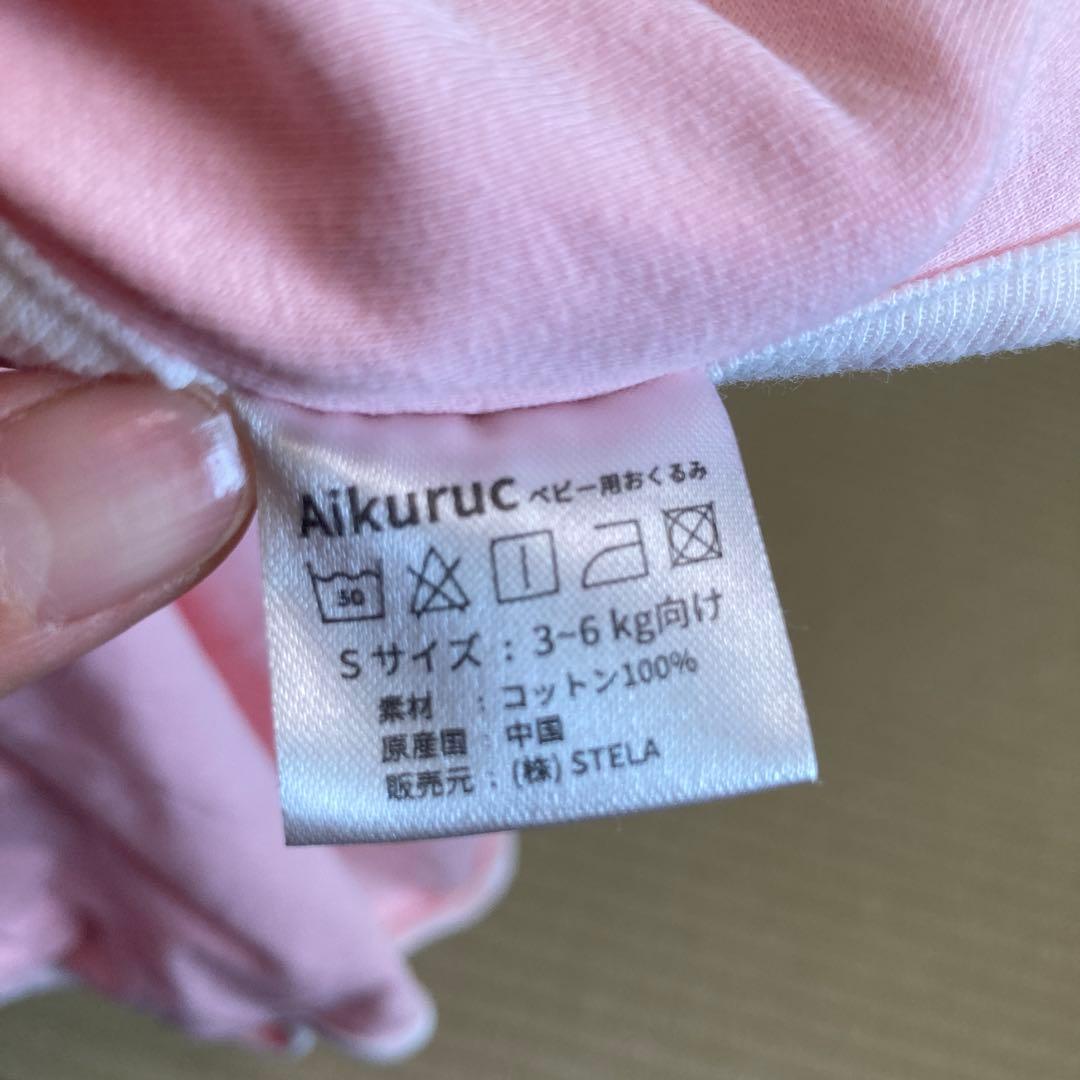 Aikuruc ベビー用おくるみ
30
Sサイズ : 3~6 kg向け
素材 : コットン100%
原産国 : 中国
販売元 : (株) STELA